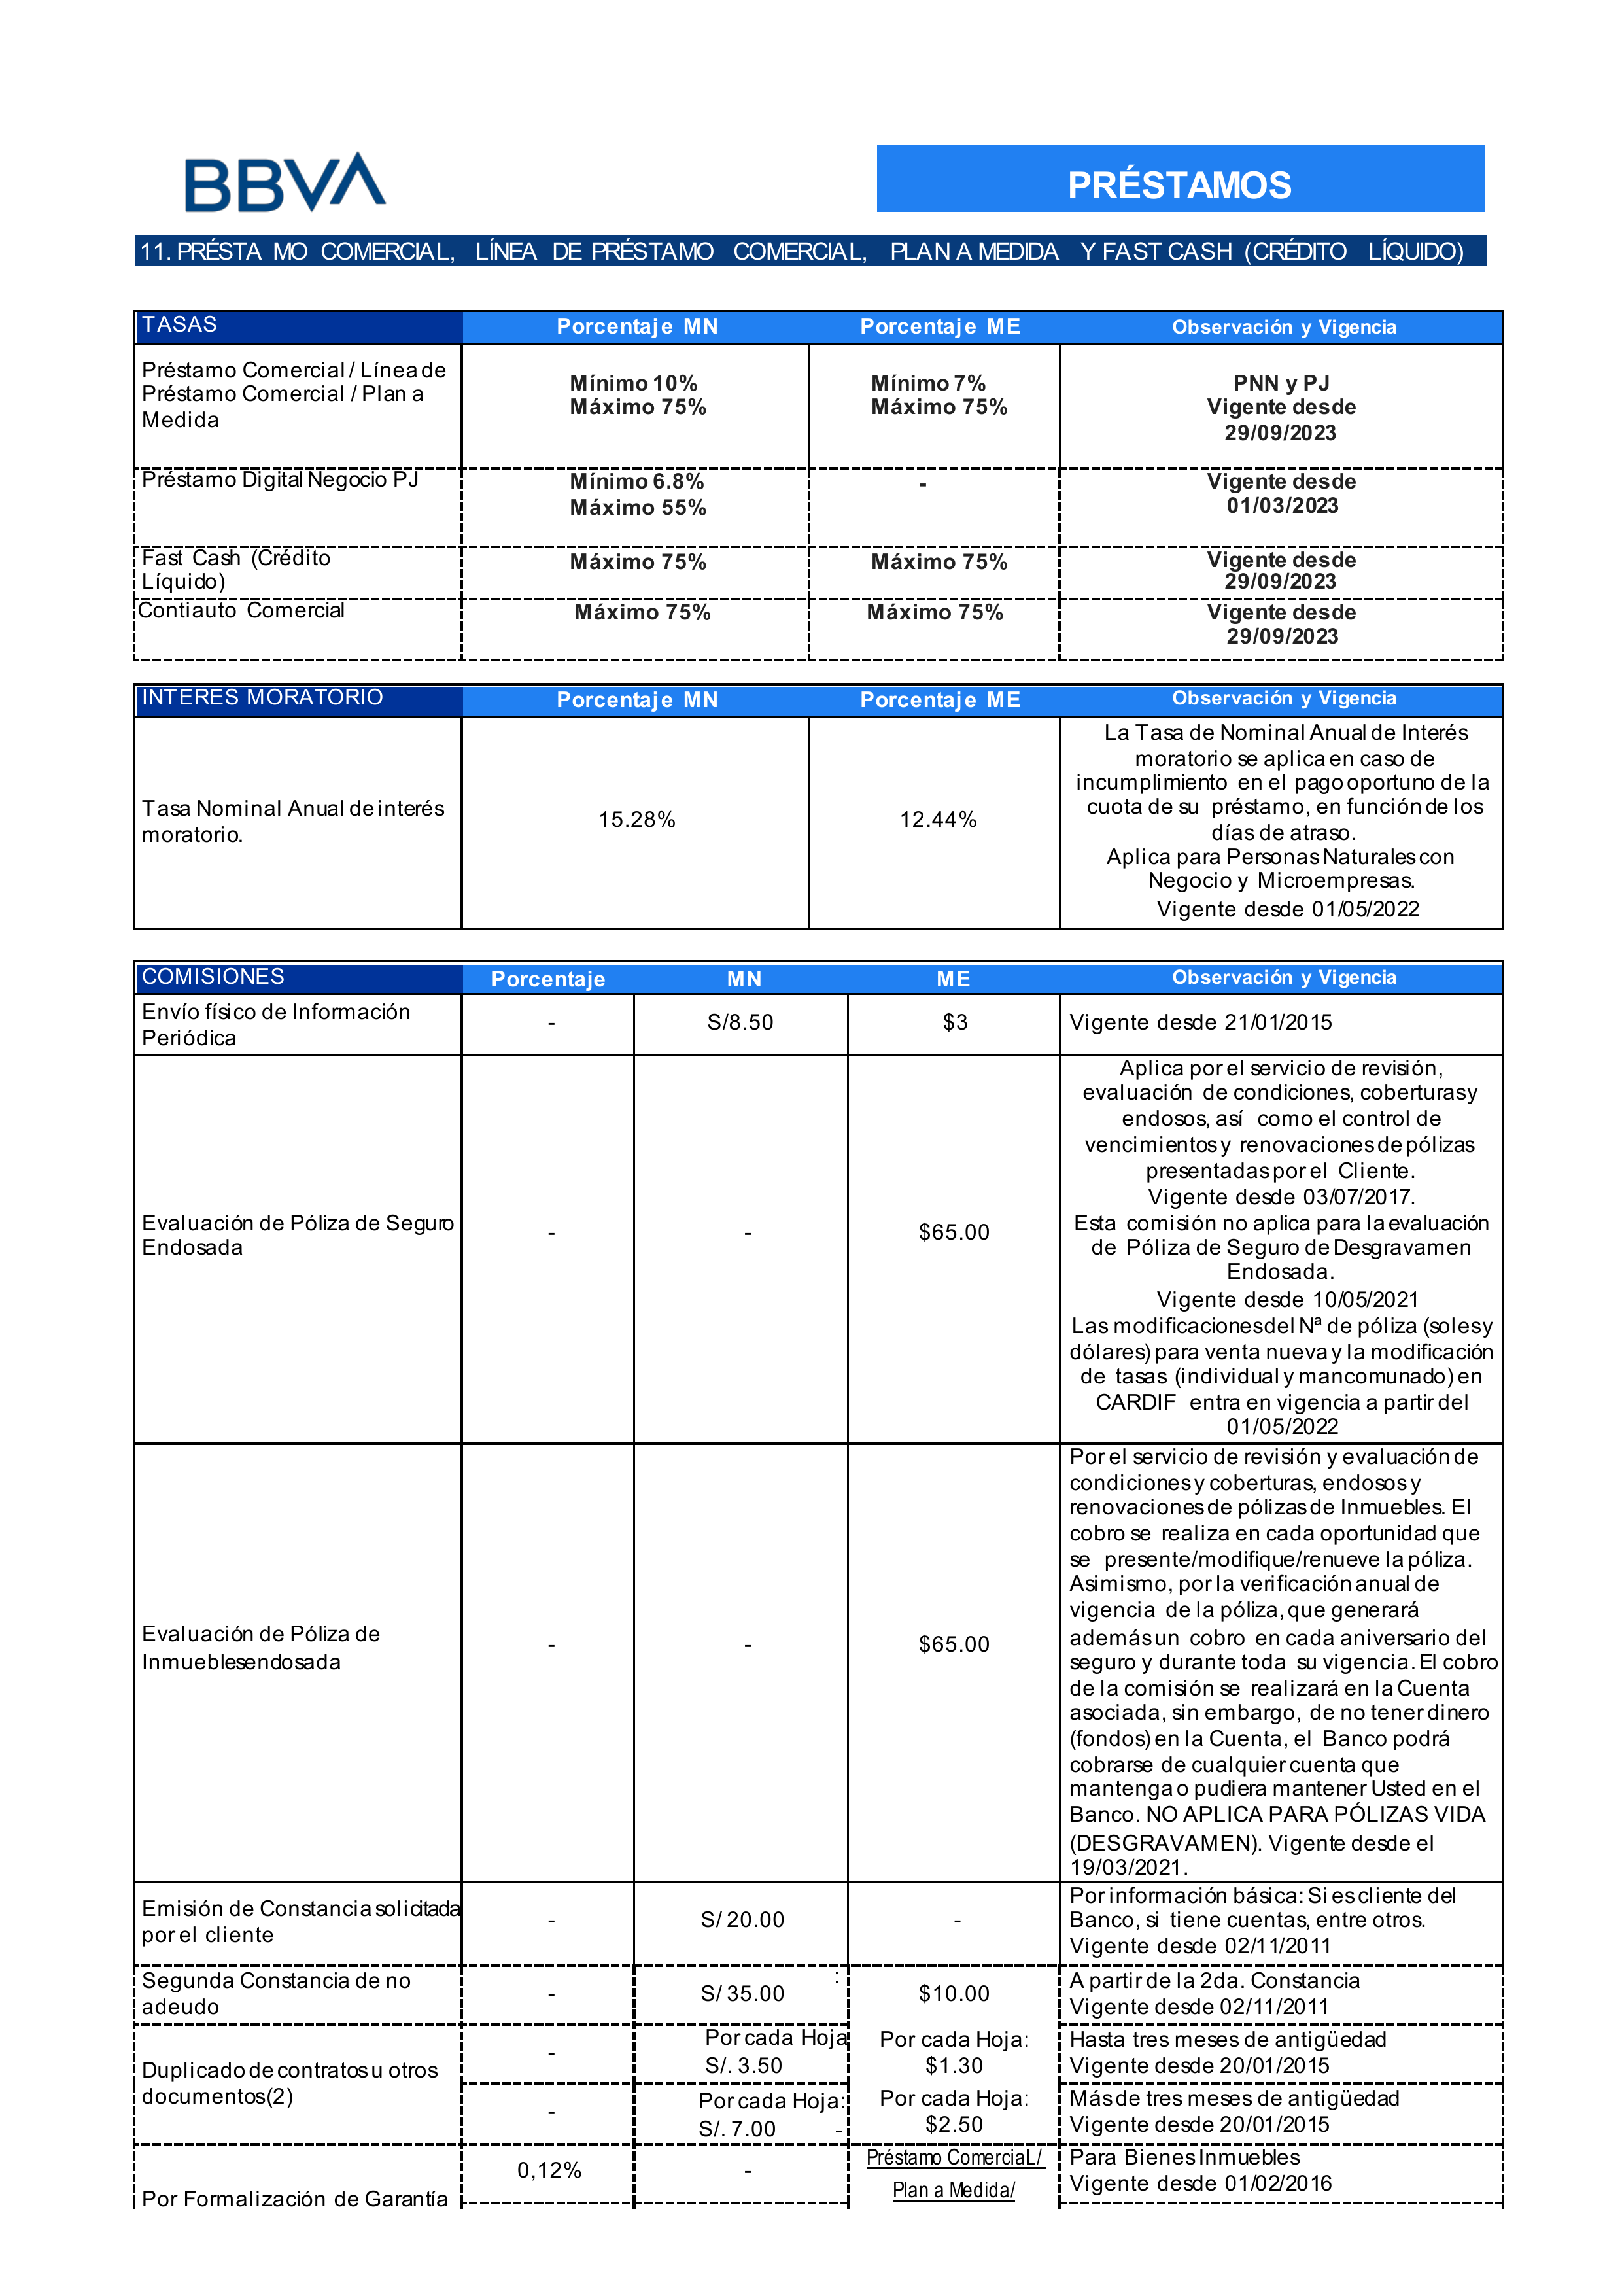 BBVA
PRÉSTAMOS
11. PRÉSTAMO COMERCIAL, LÍNEA DE PRÉSTAMO COMERCIAL, PLAN A MEDIDA Y FAST CASH (CRÉDITO LÍQUIDO)
TASAS Porcentaje MN Porcentaje ME Observación y Vigencia
Préstamo Comercial / Línea de
Préstamo Comercial / Plan a
Medida
Mínimo 10%
Máximo 75%
Mínimo 7%
Máximo 75%
PNN y PJ
Vigente desde
29/09/2023
Préstamo Digital Negocio PJ
Mínimo 6.8%
Máximo 55%
-
Vigente desde
01/03/2023
Fast Cash (Crédito
Líquido)
Máximo 75%
Máximo 75%
Vigente desde
29/09/2023
Contiauto Comercial
Máximo 75%
Máximo 75%
Vigente desde
29/09/2023
INTERES MORATORIO Porcentaje MN Porcentaje ME Observación y Vigencia
Tasa Nominal Anual de interés
moratorio.
15.28%
12.44%
La Tasa de Nominal Anual de Interés
moratorio se aplica en caso de
incumplimiento en el pago oportuno de la
cuota de su préstamo, en función de los
días de atraso.
Aplica para Personas Naturales con
Negocio y Microempresas.
Vigente desde 01/05/2022
COMISIONES Porcentaje MN ME Observación y Vigencia
Envío físico de Información
Periódica
-
S/8.50
$3
Vigente desde 21/01/2015
Evaluación de Póliza de Seguro
Endosada
-
-
$65.00
Aplica por el servicio de revisión,
evaluación de condiciones, coberturas y
endosos, así como el control de
vencimientos y renovaciones de pólizas
presentadas por el Cliente.
Vigente desde 03/07/2017.
Esta comisión no aplica para la evaluación
de Póliza de Seguro de Desgravamen
Endosada.
Vigente desde 10/05/2021
Las modificaciones del Nª de póliza (soles y
dólares) para venta nueva y la modificación
de tasas (individual y mancomunado) en
CARDIF entra en vigencia a partir del
01/05/2022
Evaluación de Póliza de
Inmuebles endosada
-
-
$65.00
Por el servicio de revisión y evaluación de
condiciones y coberturas, endosos y
renovaciones de pólizas de Inmuebles. El
cobro se realiza en cada oportunidad que
se presente/modifique/renueve la póliza.
Asimismo, por la verificación anual de
vigencia de la póliza, que generará
además un cobro en cada aniversario del
seguro y durante toda su vigencia. El cobro
de la comisión se realizará en la Cuenta
asociada, sin embargo, de no tener dinero
(fondos) en la Cuenta, el Banco podrá
cobrarse de cualquier cuenta que
mantenga o pudiera mantener Usted en el
Banco. NO APLICA PARA PÓLIZAS VIDA
(DESGRAVAMEN). Vigente desde el
19/03/2021.
Emisión de Constancia solicitada
por el cliente
-
S/ 20.00
-
Por información básica: Si es cliente del
Banco, si tiene cuentas, entre otros.
Vigente desde 02/11/2011
Segunda Constancia de no
adeudo
-
S/ 35.00
:
$10.00
A partir de la 2da. Constancia
Vigente desde 02/11/2011
Duplicado de contratos u otros
documentos(2)
-
Por cada Hoja
S/. 3.50
Por cada Hoja:
$1.30
Hasta tres meses de antigüedad
Vigente desde 20/01/2015
-
Por cada Hoja:
S/. 7.00 -
Por cada Hoja:
$2.50
Más de tres meses de antigüedad
Vigente desde 20/01/2015
Por Formalización de Garantía
0,12%
-
Préstamo ComerciaL/
Plan a Medida/
Para Bienes Inmuebles
Vigente desde 01/02/2016